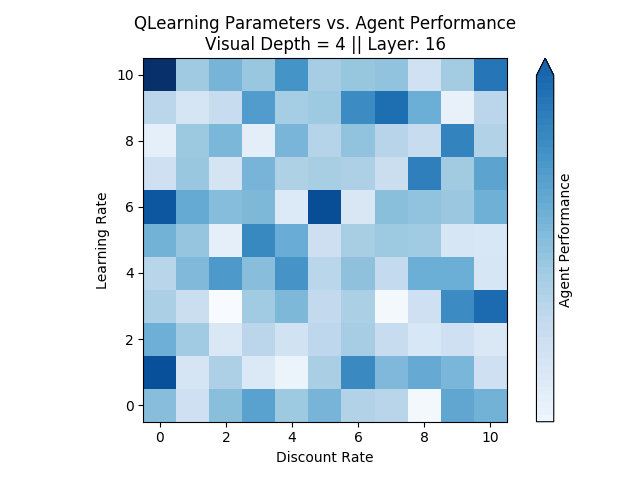 QLearning Parameters vs. Agent Performance
Visual Depth = 4 || Layer: 16
10
8
6
4
2
0
Learning Rate
0 2 4 6 8 10
Discount Rate
Agent Performance